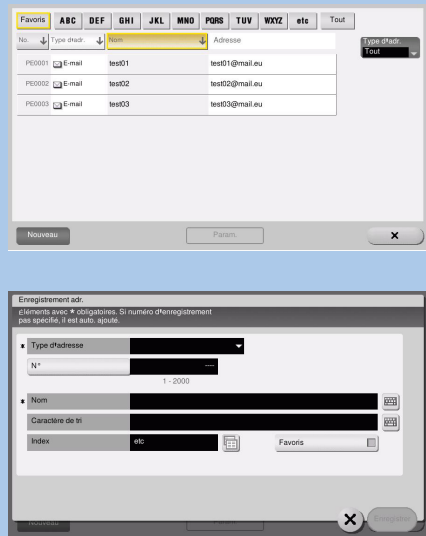 Favoris ABC DEF GHI JKL MNO PQRS TUV WXYZ etc Tout
No. Type d'adr. Nom Adresse
Type d'adr.
Tout
PE0001 E-mail test01 test01@mail.eu
PE0002 E-mail test02 test02@mail.eu
PE0003 E-mail test03 test03@mail.eu
Nouveau Param.
Enregistrement adr.
Éléments avec * obligatoires. Si numéro d'enregistrement
pas spécifié, il est auto. ajouté.
* Type d'adresse
N° ----
1 - 2000
* Nom
Caractère de tri
Index etc Favoris
Nouveau Param. Enregistrer